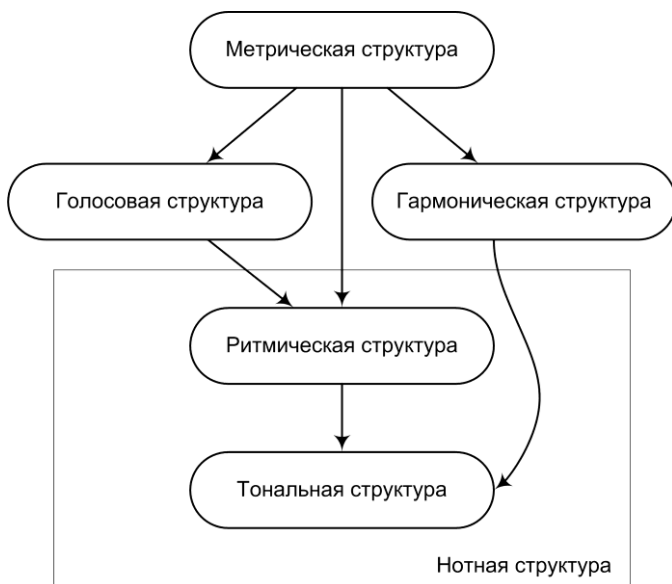 Метрическая структура
Голосовая структура
Гармоническая структура
Ритмическая структура
Тональная структура
Нотная структура